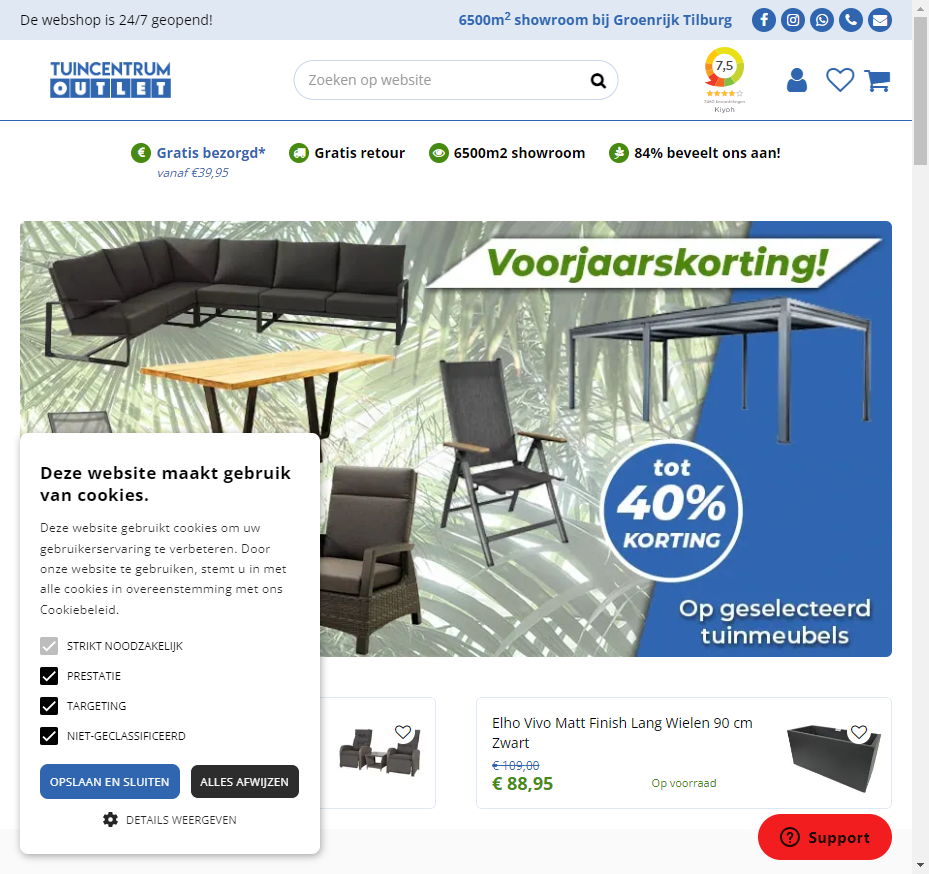 De webshop is 24/7 geopend!
6500m2 showroom bij Groenrijk Tilburg
TUINCENTRUM
OUTLET
Zoeken op website
7,5
Kiyoh
Gratis bezorgd*
vanaf €39,95
Gratis retour
6500m2 showroom
84% beveelt ons aan!
Voorjaarskorting!
tot
40%
KORTING
Op geselecteerd
tuinmeubels
Deze website maakt gebruik
van cookies.
Deze website gebruikt cookies om uw
gebruikerservaring te verbeteren. Door
onze website te gebruiken, stemt u in met
alle cookies in overeenstemming met ons
Cookiebeleid.
STRIKT NOODZAKELIJK
PRESTATIE
TARGETING
NIET-GECLASSIFICEERD
OPSLAAN EN SLUITEN
ALLES AFWIJZEN
DETAILS WEERGEVEN
Elho Vivo Matt Finish Lang Wielen 90 cm
Zwart
€ 109,00
€ 88,95
Op voorraad
Support